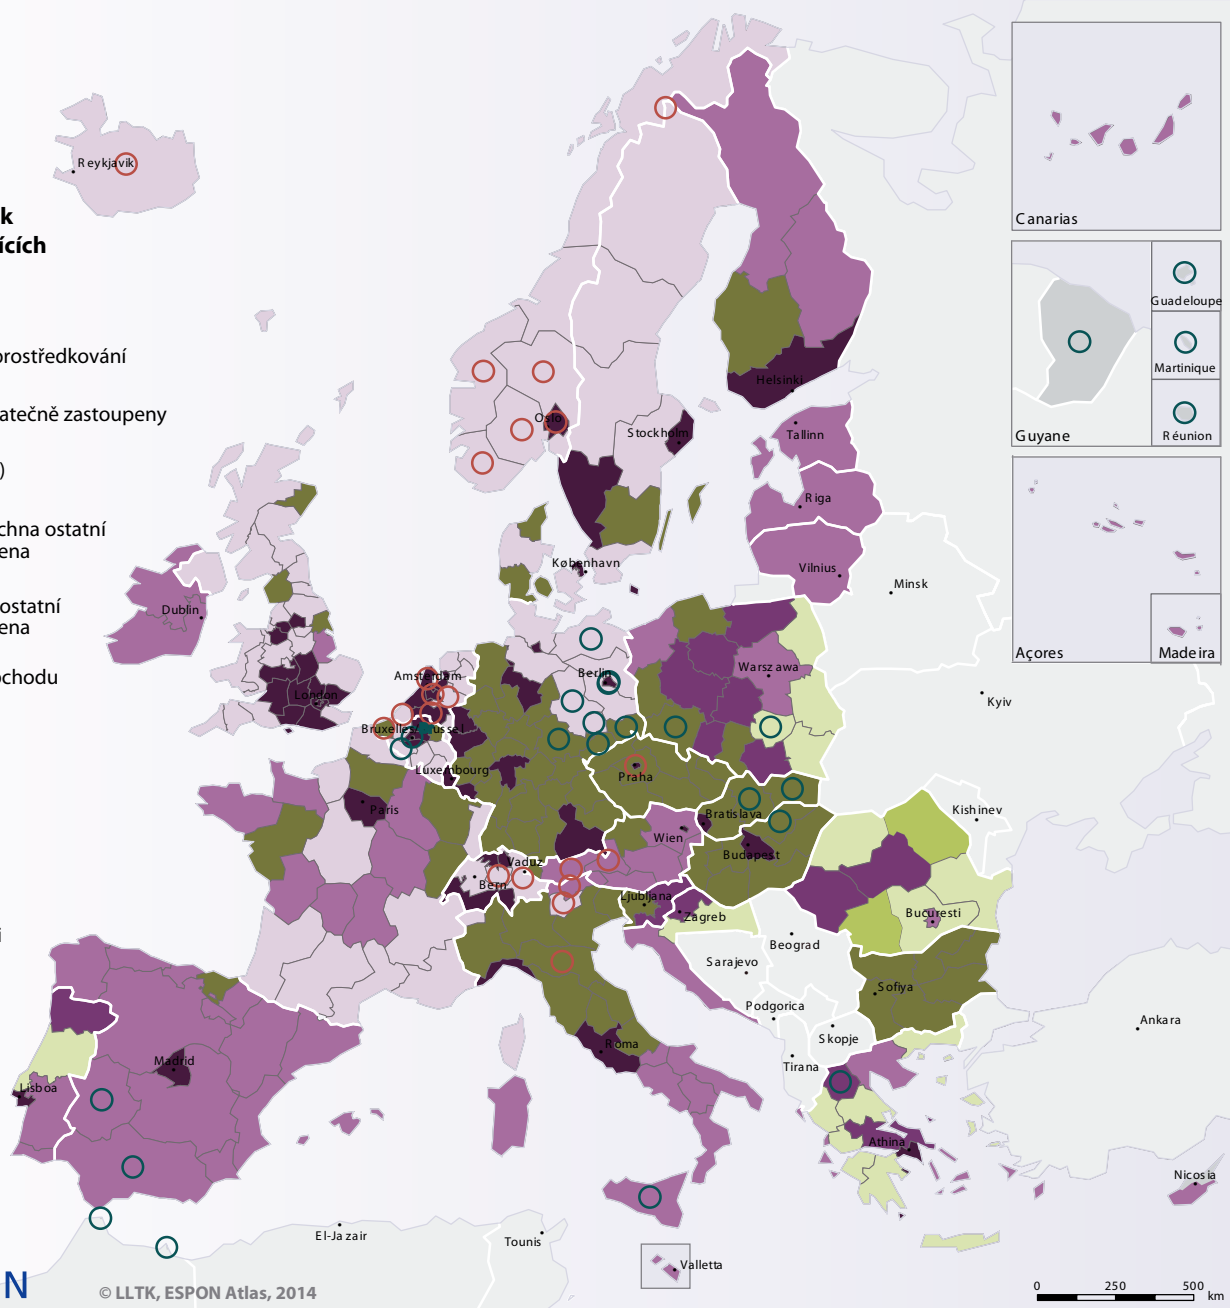 k
ících
prostředkování
atečně zastoupeny
)
chna ostatní
ena
ostatní
ena
ochodu
i
N
© LLTK, ESPON Atlas, 2014
Reykjavik
Oslo
Helsinki
Stockholm
Tallinn
Riga
København
Vilnius
Minsk
Dublin
London
Amsterdam
Berlin
Warszawa
Kyiv
Bruxelles/Brussel
Luxembourg
Praha
Paris
Bratislava
Wien
Kishinev
Vaduz
Bern
Budapest
Ljubljana
Zagreb
Bucuresti
Beograd
Sarajevo
Sofiya
Podgorica
Skopje
Ankara
Roma
Tirana
Madrid
Lisboa
Athina
Nicosia
El-Jazair
Tounis
Valletta
Canarias
Guadeloupe
Martinique
Guyane
Réunion
Açores
Madeira
0 250 500
km